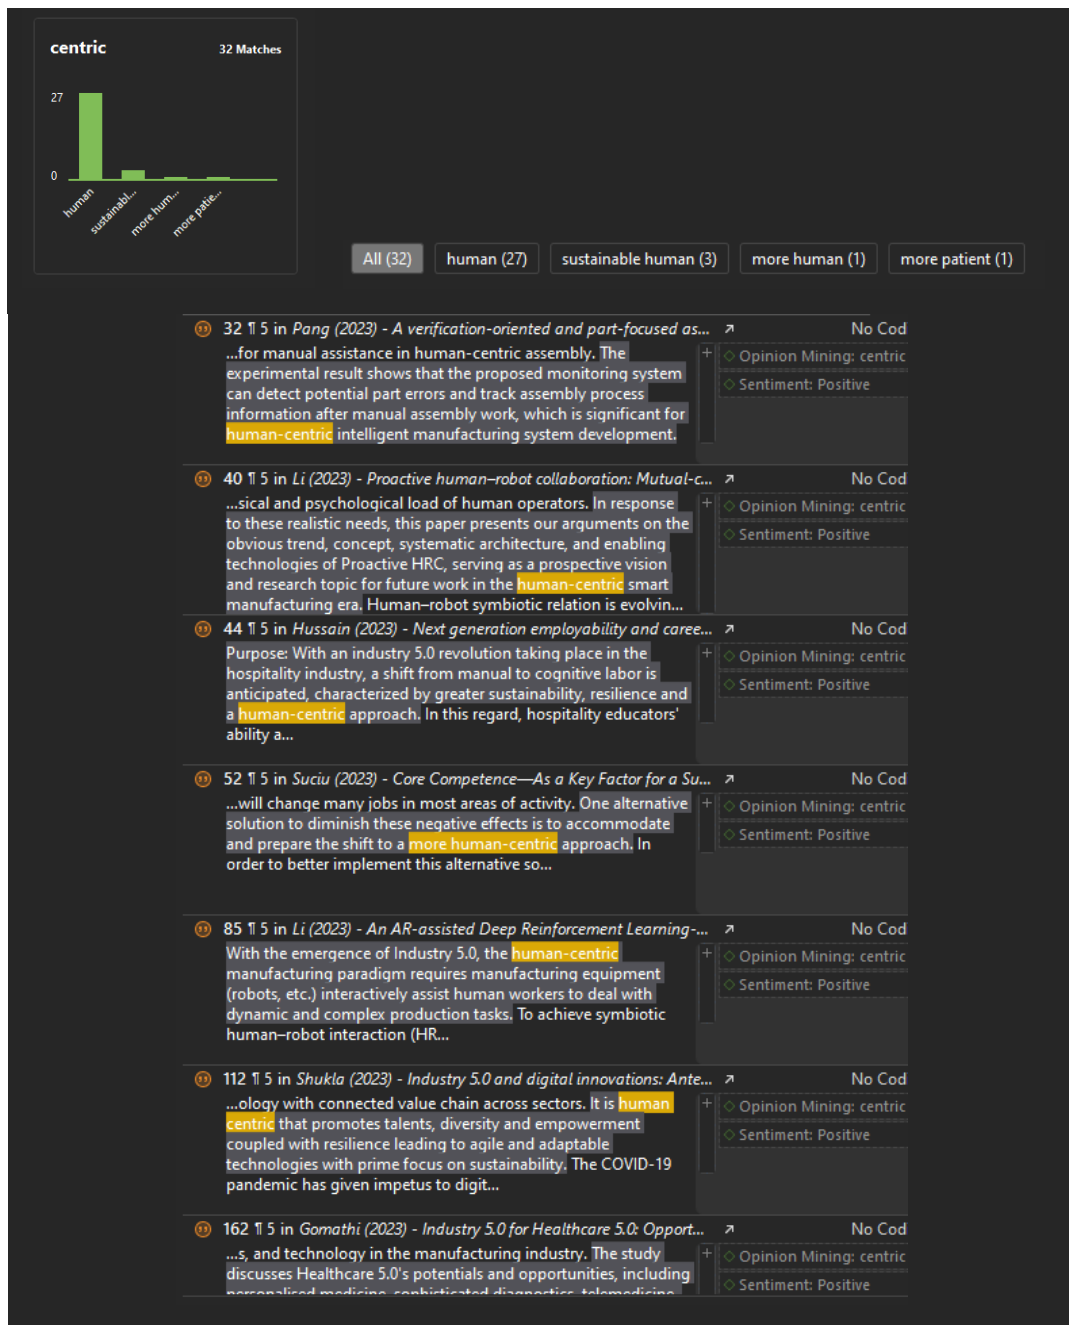 centric
32 Matches
27
0
human
sustainabl...
more hum...
more patie...
All (32)
human (27)
sustainable human (3)
more human (1)
more patient (1)
32 ¶ 5 in Pang (2023) - A verification-oriented and part-focused as...
No Cod
...for manual assistance in human-centric assembly. The
experimental result shows that the proposed monitoring system
can detect potential part errors and track assembly process
information after manual assembly work, which is significant for
human-centric intelligent manufacturing system development.
Opinion Mining: centric
Sentiment: Positive
40 ¶ 5 in Li (2023) - Proactive human–robot collaboration: Mutual-c...
No Cod
...sical and psychological load of human operators. In response
to these realistic needs, this paper presents our arguments on the
obvious trend, concept, systematic architecture, and enabling
technologies of Proactive HRC, serving as a prospective vision
and research topic for future work in the human-centric smart
manufacturing era. Human–robot symbiotic relation is evolvin...
Opinion Mining: centric
Sentiment: Positive
44 ¶ 5 in Hussain (2023) - Next generation employability and caree...
No Cod
Purpose: With an industry 5.0 revolution taking place in the
hospitality industry, a shift from manual to cognitive labor is
anticipated, characterized by greater sustainability, resilience and
a human-centric approach. In this regard, hospitality educators'
ability a...
Opinion Mining: centric
Sentiment: Positive
52 ¶ 5 in Suciu (2023) - Core Competence—As a Key Factor for a Su...
No Cod
...will change many jobs in most areas of activity. One alternative
solution to diminish these negative effects is to accommodate
and prepare the shift to a more human-centric approach. In
order to better implement this alternative so...
Opinion Mining: centric
Sentiment: Positive
85 ¶ 5 in Li (2023) - An AR-assisted Deep Reinforcement Learning-...
No Cod
With the emergence of Industry 5.0, the human-centric
manufacturing paradigm requires manufacturing equipment
(robots, etc.) interactively assist human workers to deal with
dynamic and complex production tasks. To achieve symbiotic
human–robot interaction (HR...
Opinion Mining: centric
Sentiment: Positive
112 ¶ 5 in Shukla (2023) - Industry 5.0 and digital innovations: Ante...
No Cod
...ology with connected value chain across sectors. It is human
centric that promotes talents, diversity and empowerment
coupled with resilience leading to agile and adaptable
technologies with prime focus on sustainability. The COVID-19
pandemic has given impetus to digit...
Opinion Mining: centric
Sentiment: Positive
162 ¶ 5 in Gomathi (2023) - Industry 5.0 for Healthcare 5.0: Opport...
No Cod
...s, and technology in the manufacturing industry. The study
discusses Healthcare 5.0's potentials and opportunities, including
personalised medicine, sophisticated diagnostics, telemedicine
Opinion Mining: centric
Sentiment: Positive